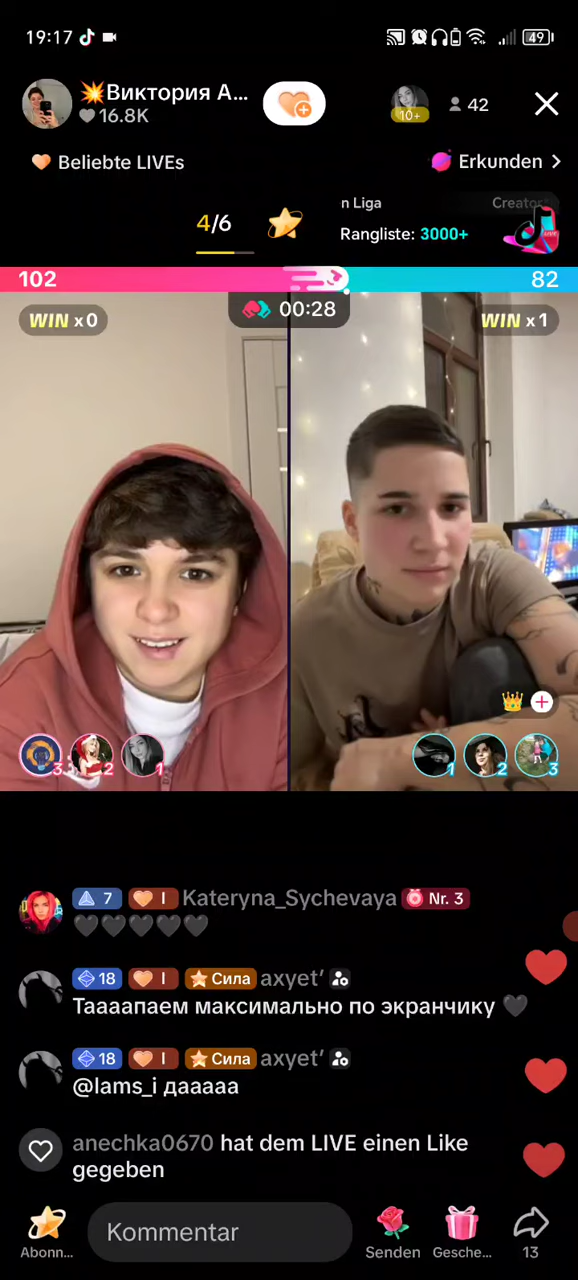 19:17
49
💥Виктория А...
16.8K
10+
42
Beliebte LIVEs
Erkunden
4/6
n Liga
Creator
Rangliste: 3000+
102
82
00:28
WIN x0
WIN x1
3
2
1
1
2
3
7 I Kateryna_Sychevaya Nr. 3
🖤🖤🖤🖤🖤
18 I Сила axyet’
Таааапаем максимально по экранчику 🖤
18 I Сила axyet’
@lams_i дааааа
anechka0670 hat dem LIVE einen Like
gegeben
Kommentar
Abonn...
Senden
Gesche...
13